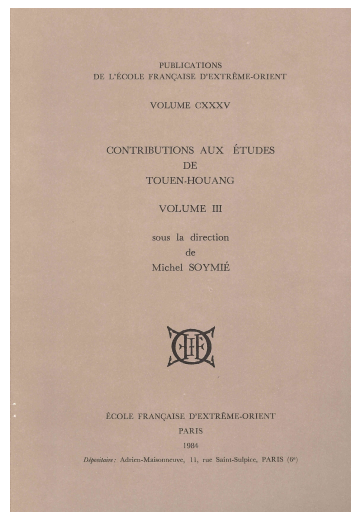 PUBLICATIONS
DE L'ÉCOLE FRANÇAISE D'EXTRÊME-ORIENT
VOLUME CXXXV
CONTRIBUTIONS AUX ÉTUDES
DE
TOUEN-HOUANG
VOLUME III
sous la direction
de
Michel SOYMIÉ
ÉCOLE FRANÇAISE D'EXTRÊME-ORIENT
PARIS
1984
Dépositaire: Adrien-Maisonneuve, 11, rue Saint-Sulpice, PARIS (6e)